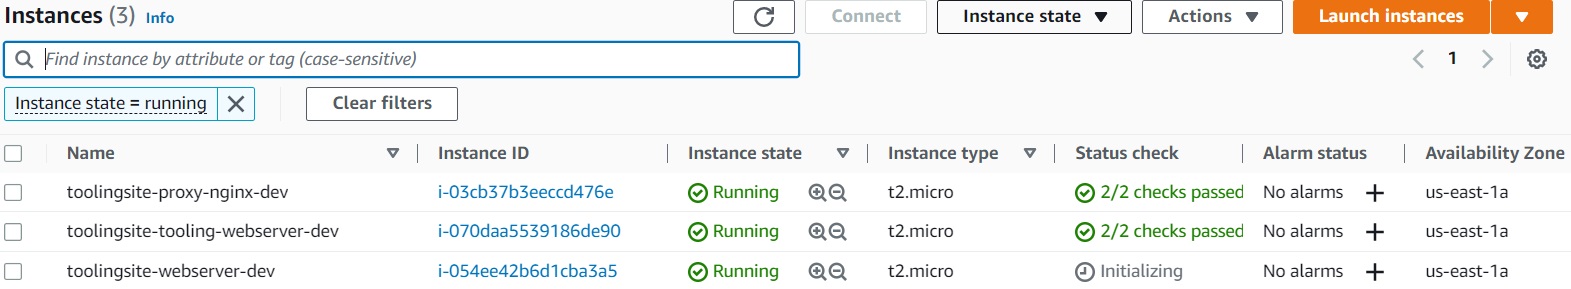 Instances (3) Info Connect Instance state Actions Launch instances
Find instance by attribute or tag (case-sensitive) 1
Instance state = running Clear filters
Name Instance ID Instance state Instance type Status check Alarm status Availability Zone
toolingsite-proxy-nginx-dev i-03cb37b3eeccd476e Running t2.micro 2/2 checks passed No alarms us-east-1a
toolingsite-tooling-webserver-dev i-070daa5539186de90 Running t2.micro 2/2 checks passed No alarms us-east-1a
toolingsite-webserver-dev i-054ee42b6d1cba3a5 Running t2.micro Initializing No alarms us-east-1a